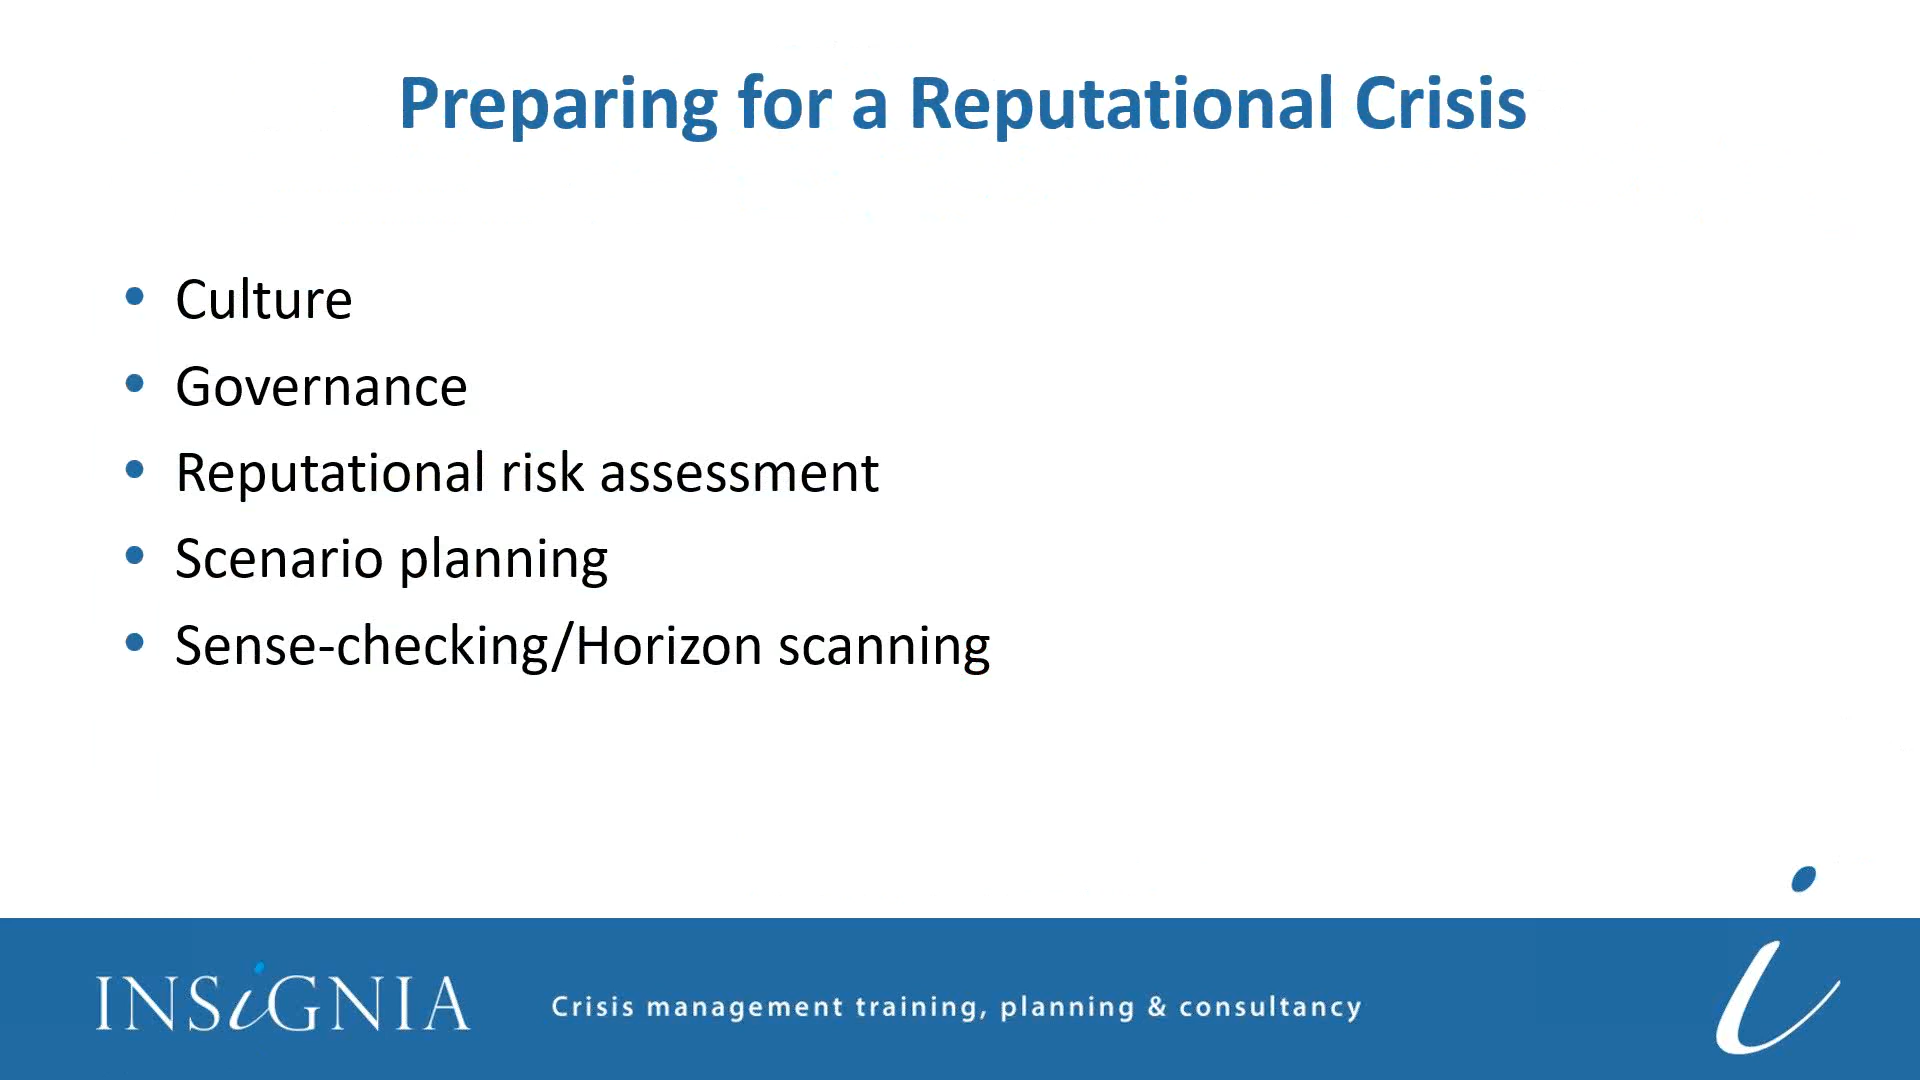 Preparing for a Reputational Crisis
• Culture
• Governance
• Reputational risk assessment
• Scenario planning
• Sense-checking/Horizon scanning
INSiGNIA
Crisis management training, planning & consultancy
i